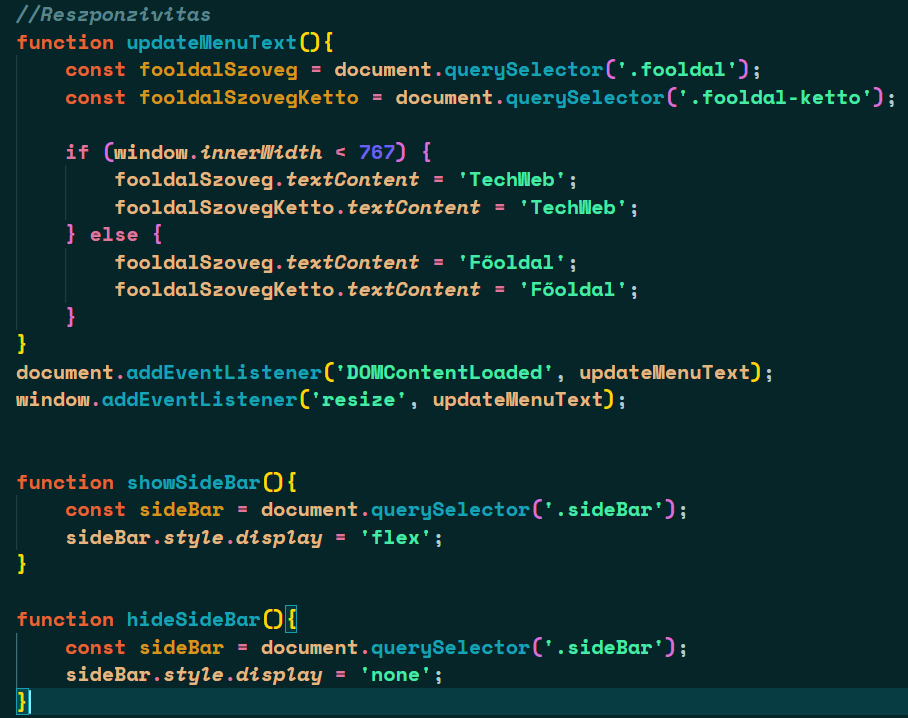 //Reszponzivitas
function updateMenuText(){
    const fooldalSzoveg = document.querySelector('.fooldal');
    const fooldalSzovegKetto = document.querySelector('.fooldal-ketto');
    if (window.innerWidth < 767) {
        fooldalSzoveg.textContent = 'TechWeb';
        fooldalSzovegKetto.textContent = 'TechWeb';
    } else {
        fooldalSzoveg.textContent = 'Főoldal';
        fooldalSzovegKetto.textContent = 'Főoldal';
    }
}
document.addEventListener('DOMContentLoaded', updateMenuText);
window.addEventListener('resize', updateMenuText);
function showSideBar(){
    const sideBar = document.querySelector('.sideBar');
    sideBar.style.display = 'flex';
}
function hideSideBar(){
    const sideBar = document.querySelector('.sideBar');
    sideBar.style.display = 'none';
}